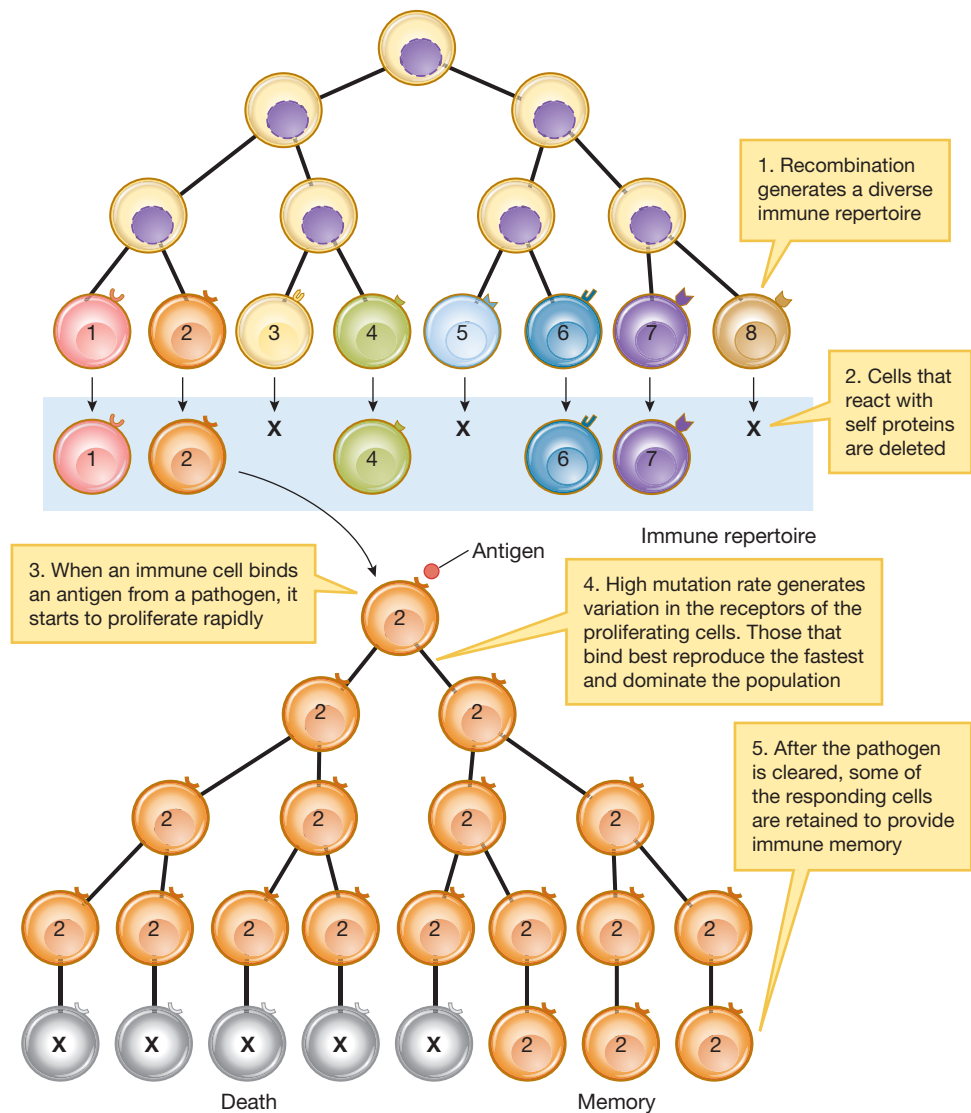 1. Recombination
generates a diverse
immune repertoire
1 2 3 4 5 6 7 8
X X X
1 2 4 6 7
2. Cells that
react with
self proteins
are deleted
Immune repertoire
Antigen
3. When an immune cell binds
an antigen from a pathogen, it
starts to proliferate rapidly
4. High mutation rate generates
variation in the receptors of the
proliferating cells. Those that
bind best reproduce the fastest
and dominate the population
2
2 2
5. After the pathogen
is cleared, some of
the responding cells
are retained to provide
immune memory
2 2 2 2
2 2 2 2 2 2 2 2
X X X X X 2 2 2
Death Memory